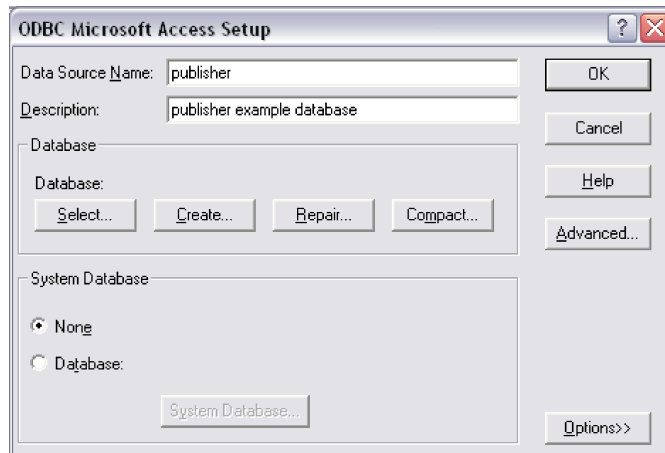 ODBC Microsoft Access Setup
Data Source Name: publisher
OK
Description: publisher example database
Cancel
Database
Database:
Help
Select... Create... Repair... Compact...
Advanced...
System Database
None
Database:
System Database...
Options>>